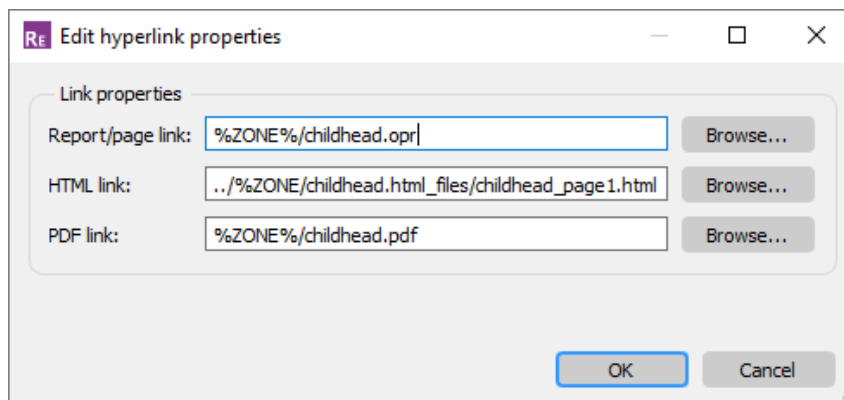 RE Edit hyperlink properties
Link properties
Report/page link: %ZONE%/childhead.opr Browse...
HTML link: ../%ZONE/childhead.html_files/childhead_page1.html Browse...
PDF link: %ZONE%/childhead.pdf Browse...
OK Cancel